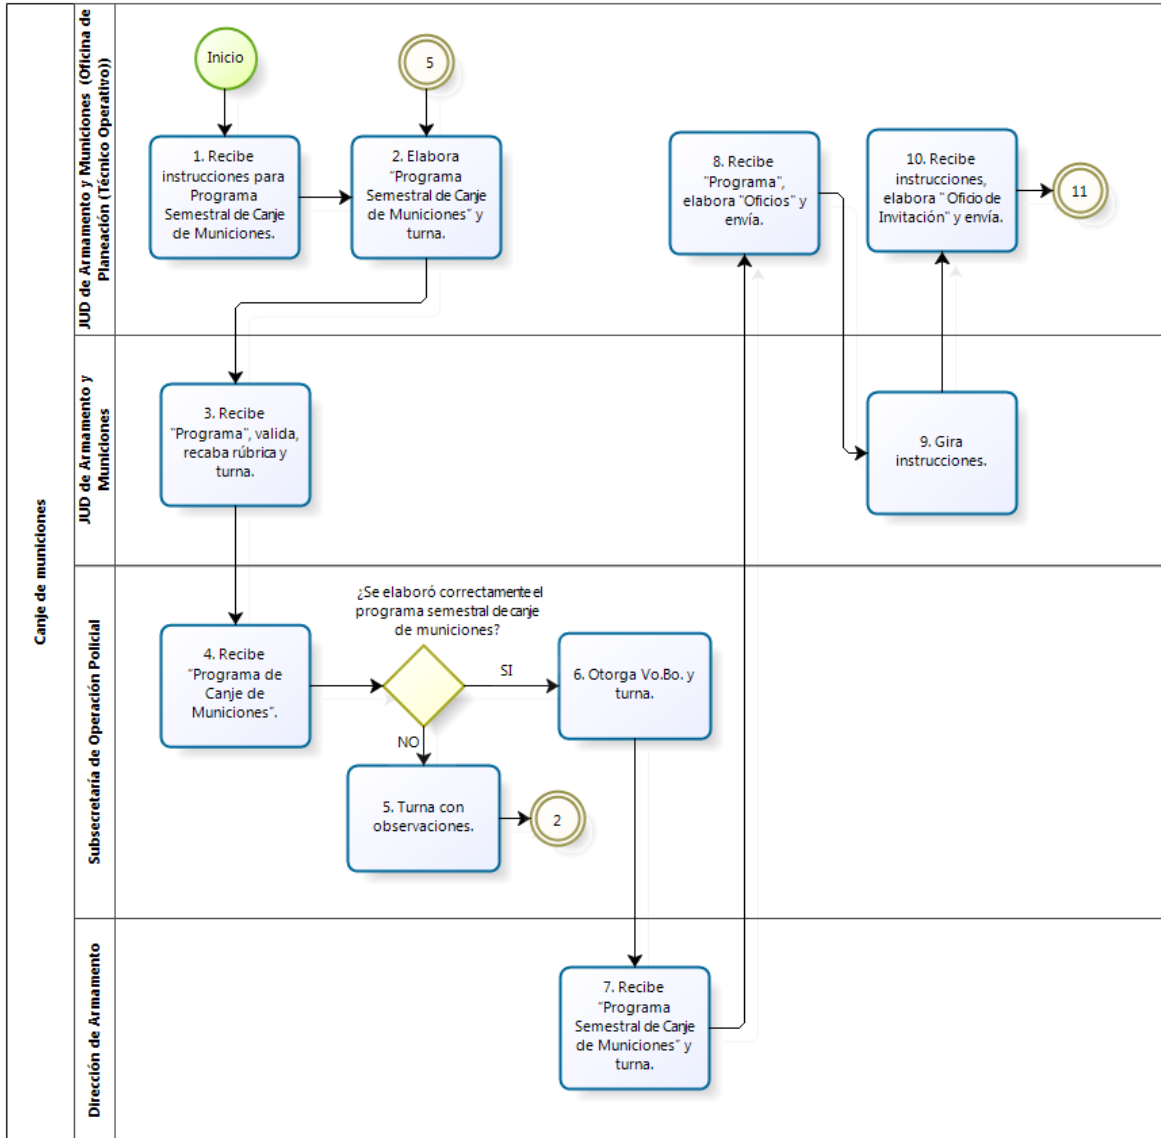 Canje de municiones
JUD de Armamento y Municiones (Oficina de
Planeación (Técnico Operativo))
Inicio
5
1. Recibe
instrucciones para
Programa
Semestral de Canje
de Municiones.
2. Elabora
“Programa
Semestral de Canje
de Municiones” y
turna.
8. Recibe
"Programa",
elabora "Oficios" y
envía.
10. Recibe
instrucciones,
elabora " Oficio de
Invitación" y envía.
11
JUD de Armamento y
Municiones
3. Recibe
"Programa", valida,
recaba rúbrica y
turna.
9. Gira
instrucciones.
Subsecretaría de Operación Policial
¿Se elaboró correctamente el
programa semestral de canje
de municiones?
4. Recibe
“Programa de
Canje de
Municiones”.
SI
6. Otorga Vo.Bo. y
turna.
NO
5. Turna con
observaciones.
2
Dirección de Armamento
7. Recibe
“Programa
Semestral de Canje
de Municiones” y
turna.